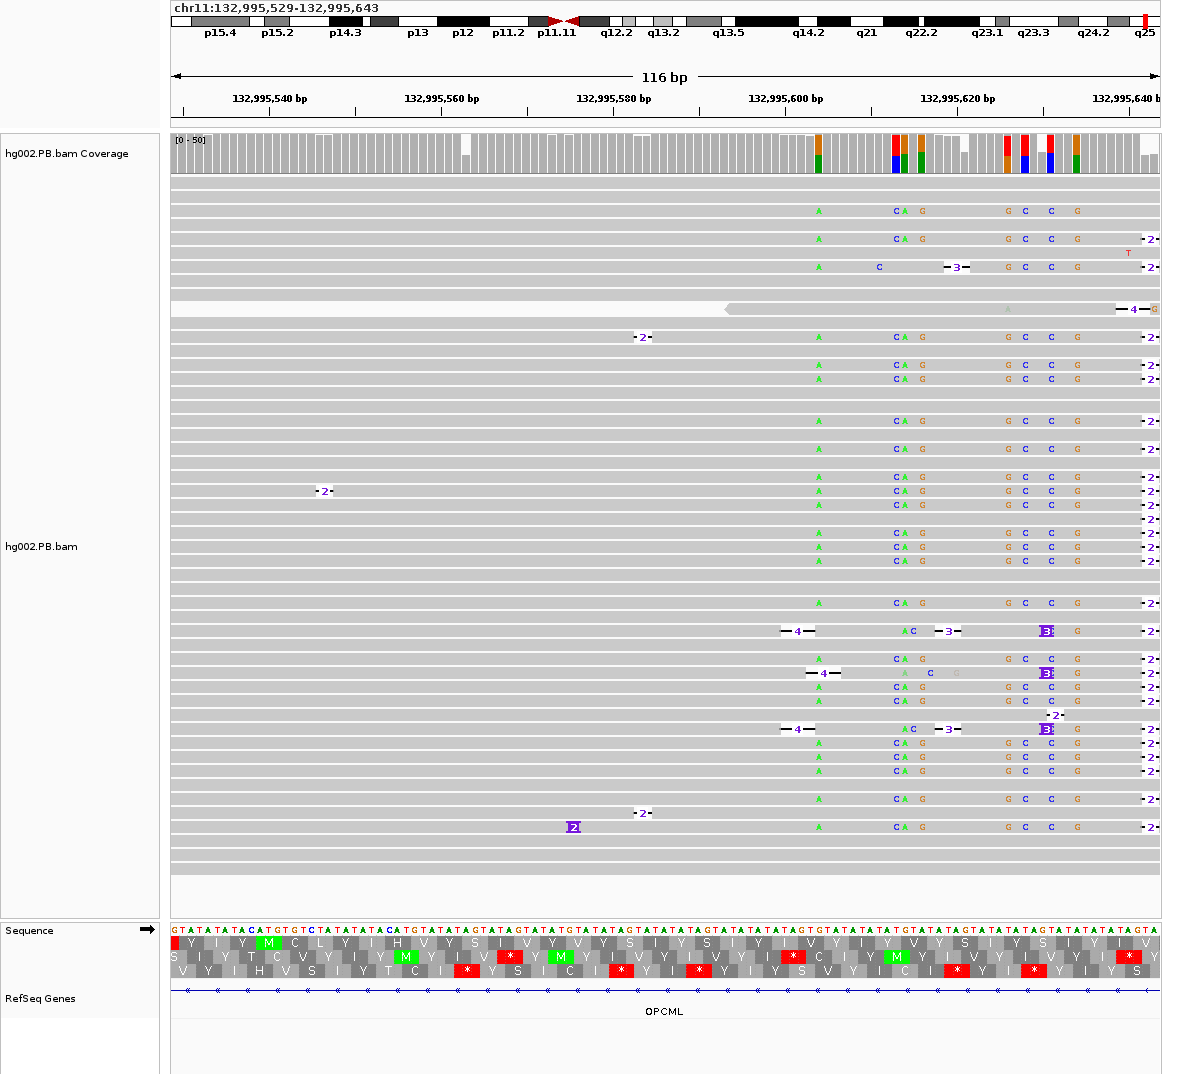 chr11:132,995,529-132,995,643
p15.4 p15.2 p14.3 p13 p12 p11.2 p11.11 q12.2 q13.2 q13.5 q14.2 q21 q22.2 q23.1 q23.3 q24.2 q25
116 bp
132,995,540 bp 132,995,560 bp 132,995,580 bp 132,995,600 bp 132,995,620 bp 132,995,640 b
[0 - 50]
hg002.PB.bam Coverage
A C A G G C C G
A C A G G C C G 2
T
A C 3 G C C G 2
A 4 G
2 A C A G G C C G 2
A C A G G C C G 2
A C A G G C C G 2
A C A G G C C G 2
A C A G G C C G 2
A C A G G C C G 2
2 A C A G G C C G 2
A C A G G C C G 2
2
A C A G G C C G 2
hg002.PB.bam
A C A G G C C G 2
A C A G G C C G 2
A C A G G C C G 2
4 A C 3 3 G 2
A C A G G C C G 2
4 A C C 3 G 2
A C A G G C C G 2
A C A G G C C G 2
2
4 A C 3 3 G 2
A C A G G C C G 2
A C A G G C C G 2
A C A G G C C G 2
A C A G G C C G 2
2
2 A C A G G C C G 2
Sequence
GTATATATACATGTGTCTATATATACATGTATATAGTATAGTATATGTATATAGTATATATAGTATATATATAGTGTATATATATGTATATAGTATATATAGTATATATATAGTA
Y I Y M C L Y I H V Y S I V Y V Y S I Y S I Y I V Y I Y V Y S I Y S I Y I V
S I Y T C V Y I Y M Y I V * Y M Y I V Y I V Y I * C I Y M Y I V Y I V Y I * Y
V Y I H V S I Y T C I * Y S I C I * Y I * Y I Y S V Y I C I * Y I * Y I Y S
RefSeq Genes
OPCML